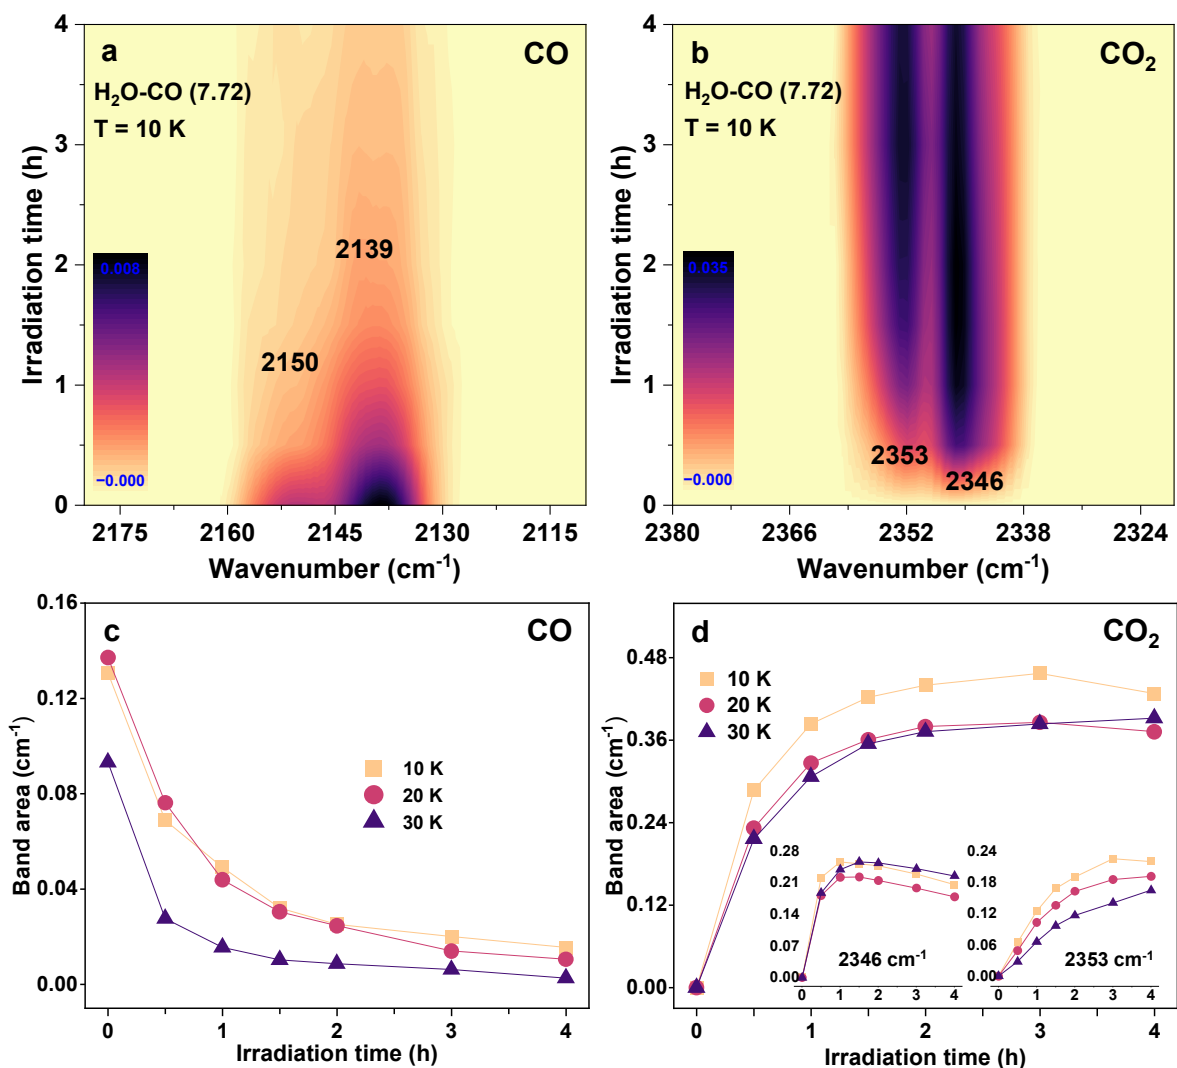 a
CO
H₂O-CO (7.72)
T = 10 K
4
3
2
1
0
Irradiation time (h)
2139
2150
0.008
−0.000
2175
2160
2145
2130
2115
Wavenumber (cm⁻¹)
b
CO₂
H₂O-CO (7.72)
T = 10 K
4
3
2
1
0
Irradiation time (h)
0.035
−0.000
2353
2346
2380
2366
2352
2338
2324
Wavenumber (cm⁻¹)
c
CO
0.16
0.12
0.08
0.04
0.00
Band area (cm⁻¹)
10 K
20 K
30 K
0
1
2
3
4
Irradiation time (h)
d
CO₂
10 K
20 K
30 K
0.48
0.36
0.24
0.12
0.00
Band area (cm⁻¹)
0.28
0.21
0.14
0.07
0.00
2346 cm⁻¹
0
1
2
3
4
0.24
0.18
0.12
0.06
0.00
2353 cm⁻¹
0
1
2
3
4
0
1
2
3
4
Irradiation time (h)